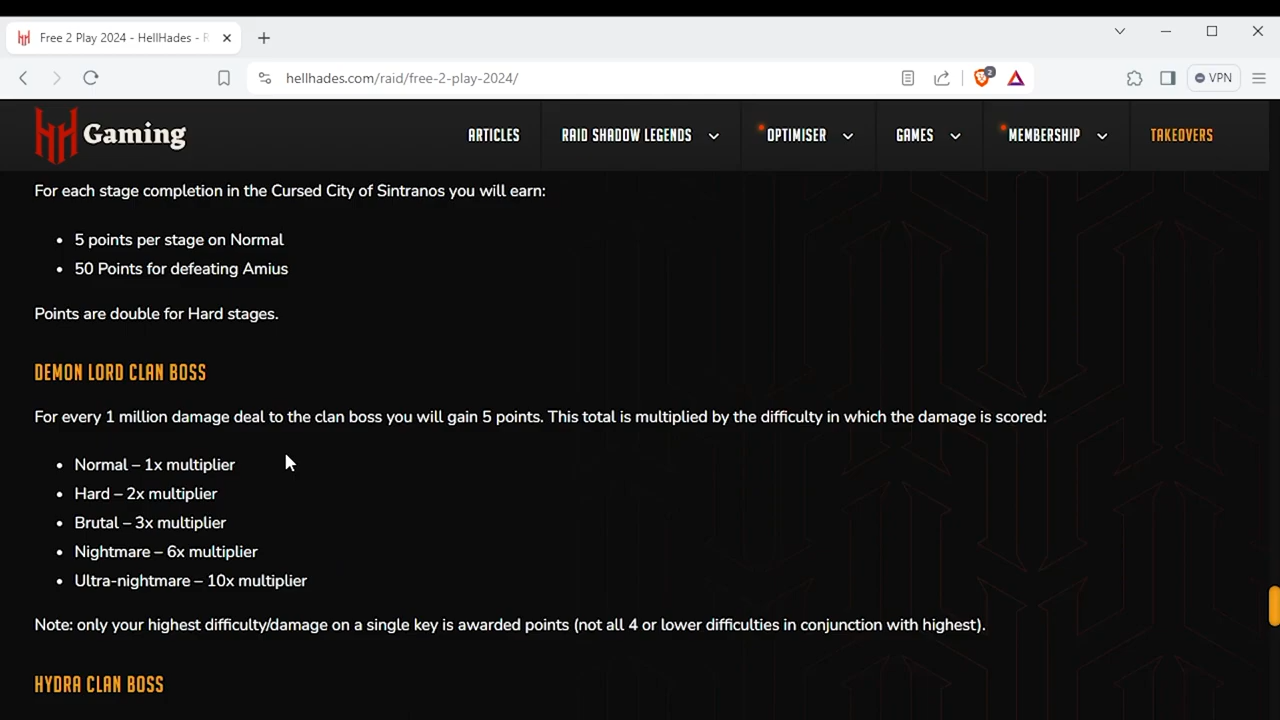 Free 2 Play 2024 - HellHades - R
hellhades.com/raid/free-2-play-2024/
2
VPN
Gaming
ARTICLES
RAID SHADOW LEGENDS
OPTIMISER
GAMES
MEMBERSHIP
TAKEOVERS
For each stage completion in the Cursed City of Sintranos you will earn:
• 5 points per stage on Normal
• 50 Points for defeating Amius
Points are double for Hard stages.
DEMON LORD CLAN BOSS
For every 1 million damage deal to the clan boss you will gain 5 points. This total is multiplied by the difficulty in which the damage is scored:
• Normal – 1x multiplier
• Hard – 2x multiplier
• Brutal – 3x multiplier
• Nightmare – 6x multiplier
• Ultra-nightmare – 10x multiplier
Note: only your highest difficulty/damage on a single key is awarded points (not all 4 or lower difficulties in conjunction with highest).
HYDRA CLAN BOSS